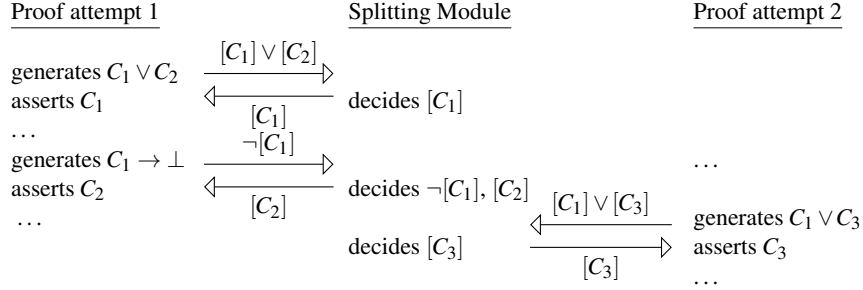 Proof attempt 1 Splitting Module Proof attempt 2
[C₁] ∨ [C₂]
generates C₁ ∨ C₂
asserts C₁ decides [C₁]
[C₁]
...
¬[C₁]
generates C₁ → ⊥ ...
asserts C₂ decides ¬[C₁], [C₂]
[C₂] [C₁] ∨ [C₃]
... generates C₁ ∨ C₃
decides [C₃] asserts C₃
[C₃]
...